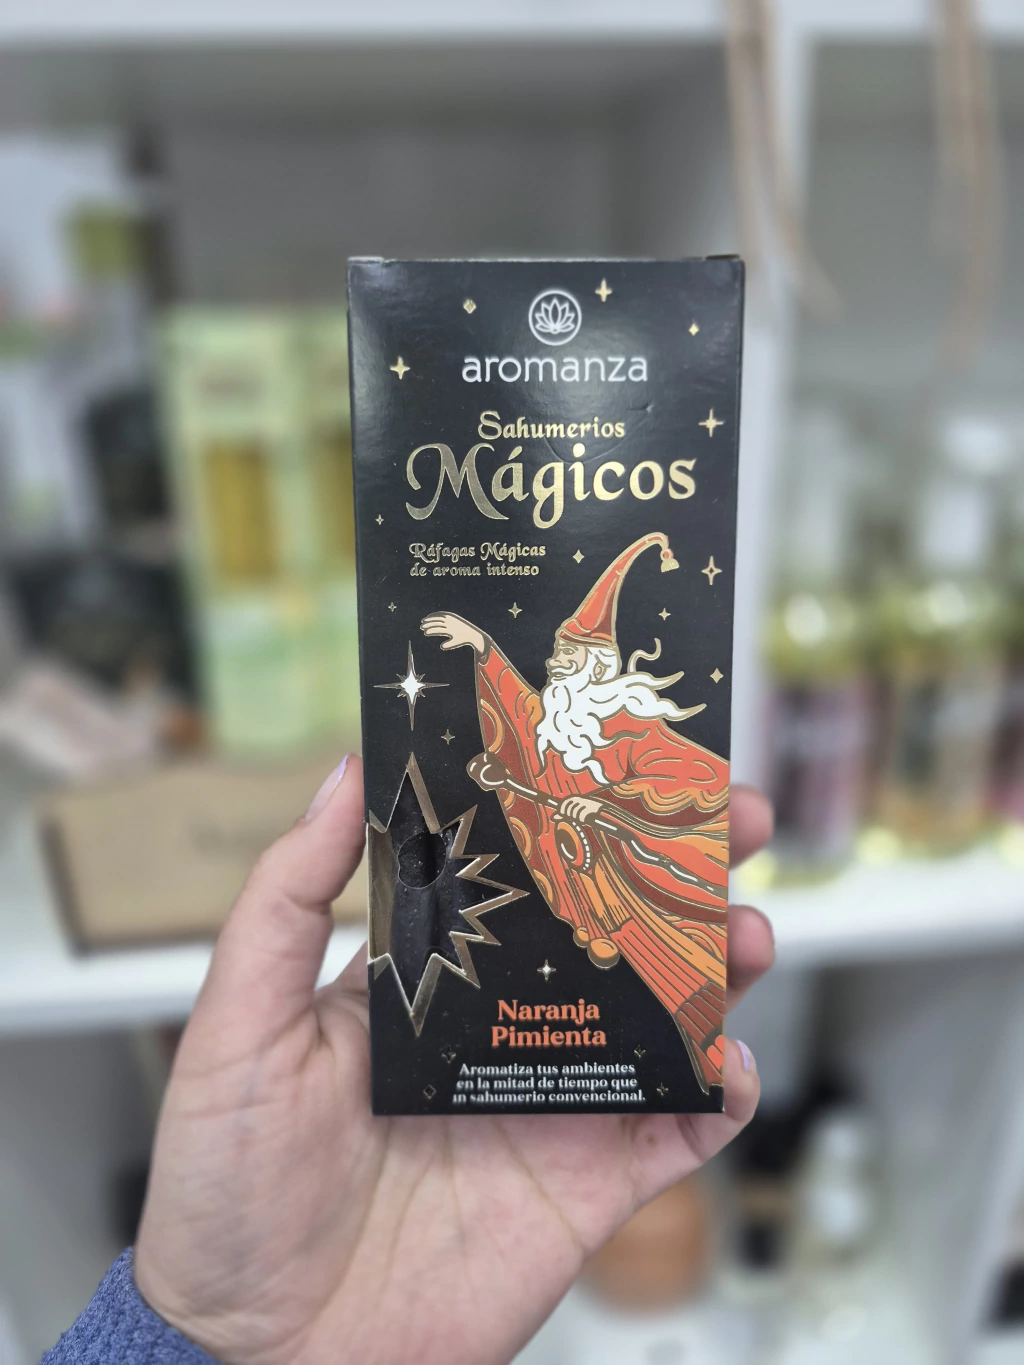 aromanza
Sahumerios
Mágicos
Ráfagas Mágicas
de aroma intenso
Naranja
Pimienta
Aromatiza tus ambientes
en la mitad de tiempo que
un sahumerio convencional.